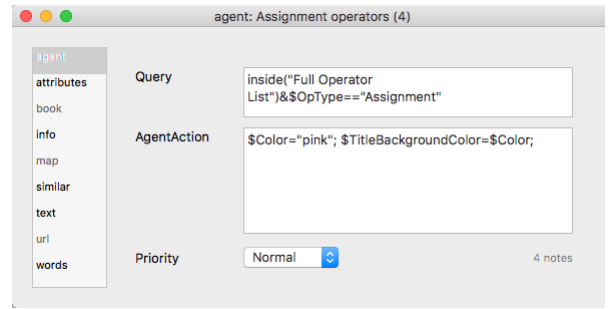 agent: Assignment operators (4)
agent
attributes
book
info
map
similar
text
url
words
Query
inside("Full Operator
List")&$OpType=="Assignment"
AgentAction
$Color="pink"; $TitleBackgroundColor=$Color;
Priority
Normal
4 notes